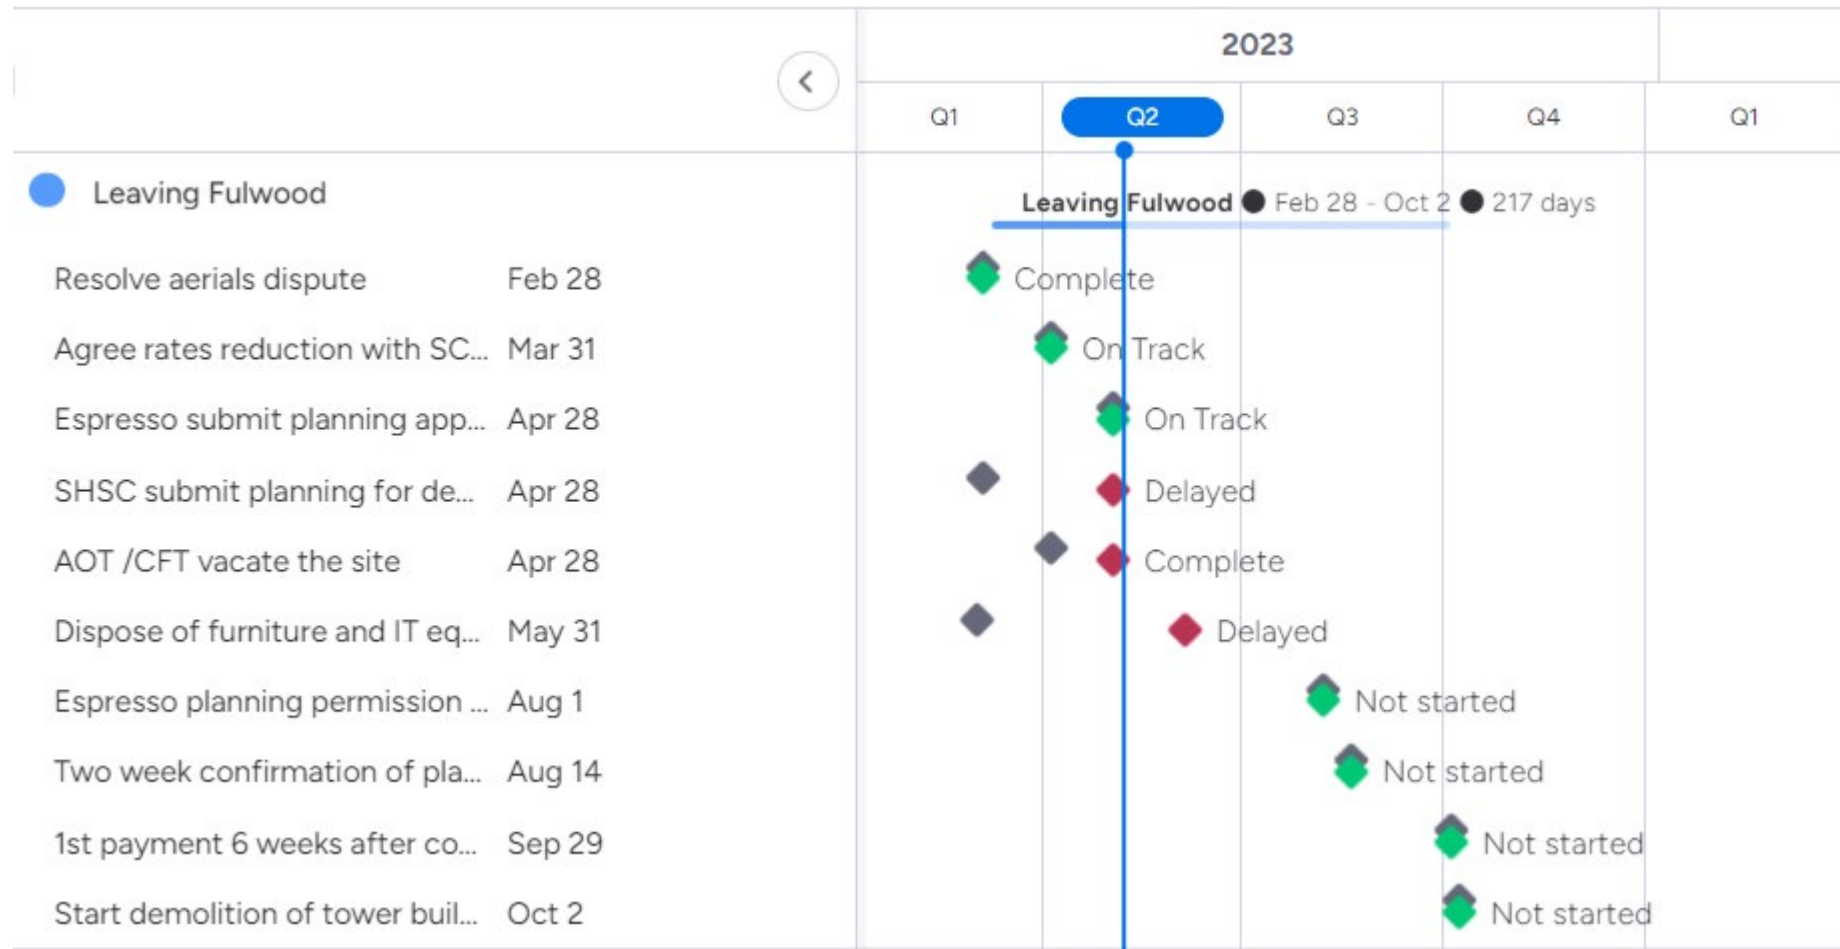 2023
Q1 Q2 Q3 Q4 Q1
Leaving Fulwood
Leaving Fulwood ● Feb 28 - Oct 2 ● 217 days
Resolve aerials dispute Feb 28 Complete
Agree rates reduction with SC... Mar 31 On Track
Espresso submit planning app... Apr 28 On Track
SHSC submit planning for de... Apr 28 Delayed
AOT /CFT vacate the site Apr 28 Complete
Dispose of furniture and IT eq... May 31 Delayed
Espresso planning permission ... Aug 1 Not started
Two week confirmation of pla... Aug 14 Not started
1st payment 6 weeks after co... Sep 29 Not started
Start demolition of tower buil... Oct 2 Not started